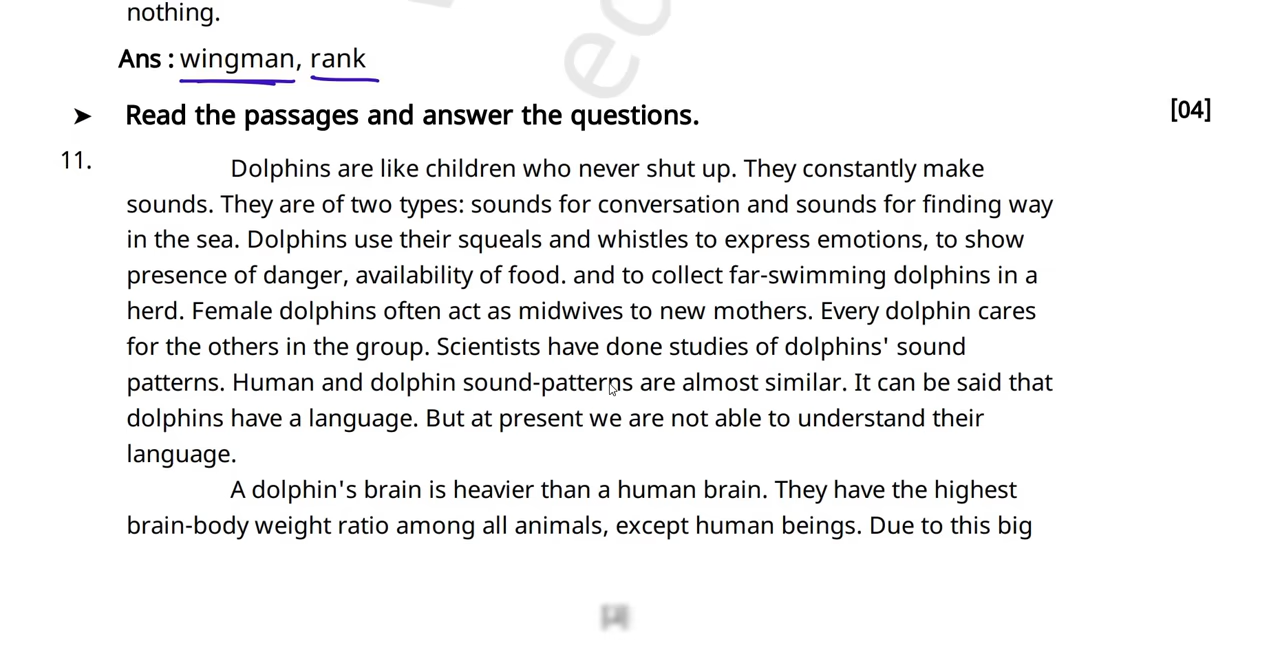 nothing.
Ans : wingman, rank
➤ Read the passages and answer the questions. [04]
11. Dolphins are like children who never shut up. They constantly make
sounds. They are of two types: sounds for conversation and sounds for finding way
in the sea. Dolphins use their squeals and whistles to express emotions, to show
presence of danger, availability of food. and to collect far-swimming dolphins in a
herd. Female dolphins often act as midwives to new mothers. Every dolphin cares
for the others in the group. Scientists have done studies of dolphins' sound
patterns. Human and dolphin sound-patterns are almost similar. It can be said that
dolphins have a language. But at present we are not able to understand their
language.
A dolphin's brain is heavier than a human brain. They have the highest
brain-body weight ratio among all animals, except human beings. Due to this big